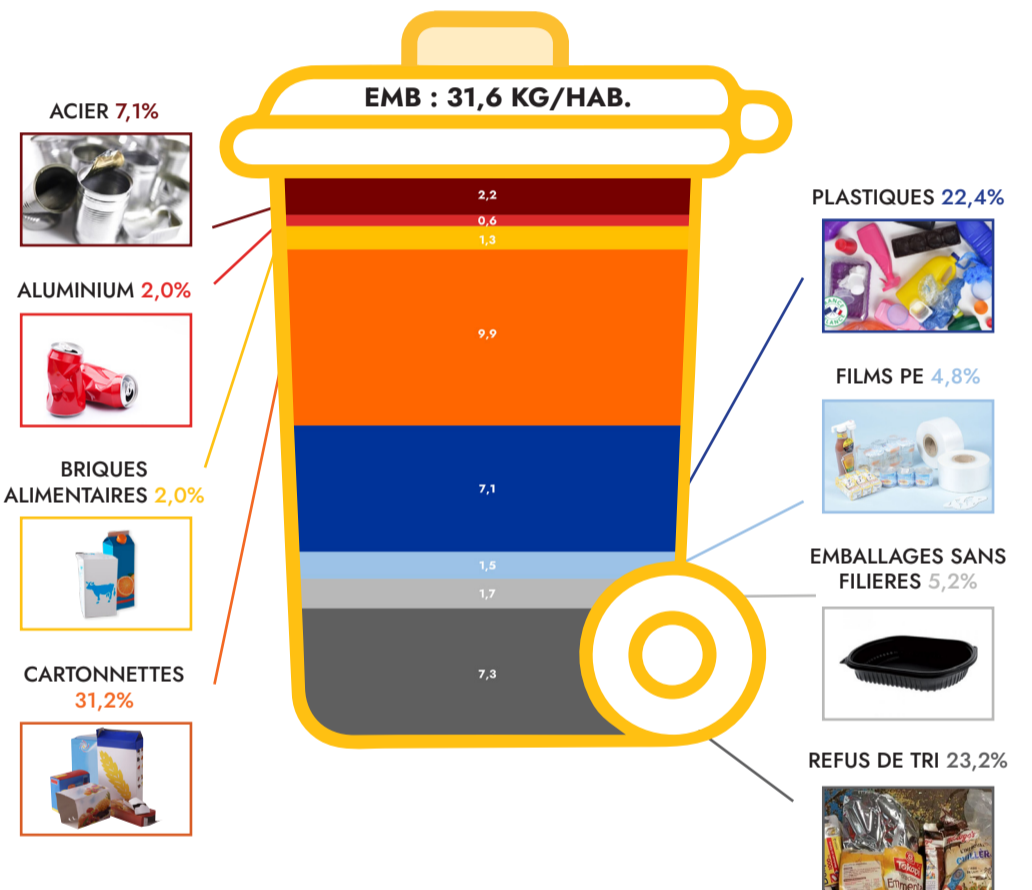 EMB : 31,6 KG/HAB.
ACIER 7,1%
ALUMINIUM 2,0%
BRIQUES
ALIMENTAIRES 2,0%
CARTONNETTES
31,2%
2,2
0,6
1,3
9,9
7,1
1,5
1,7
7,3
PLASTIQUES 22,4%
FILMS PE 4,8%
EMBALLAGES SANS
FILIERES 5,2%
REFUS DE TRI 23,2%